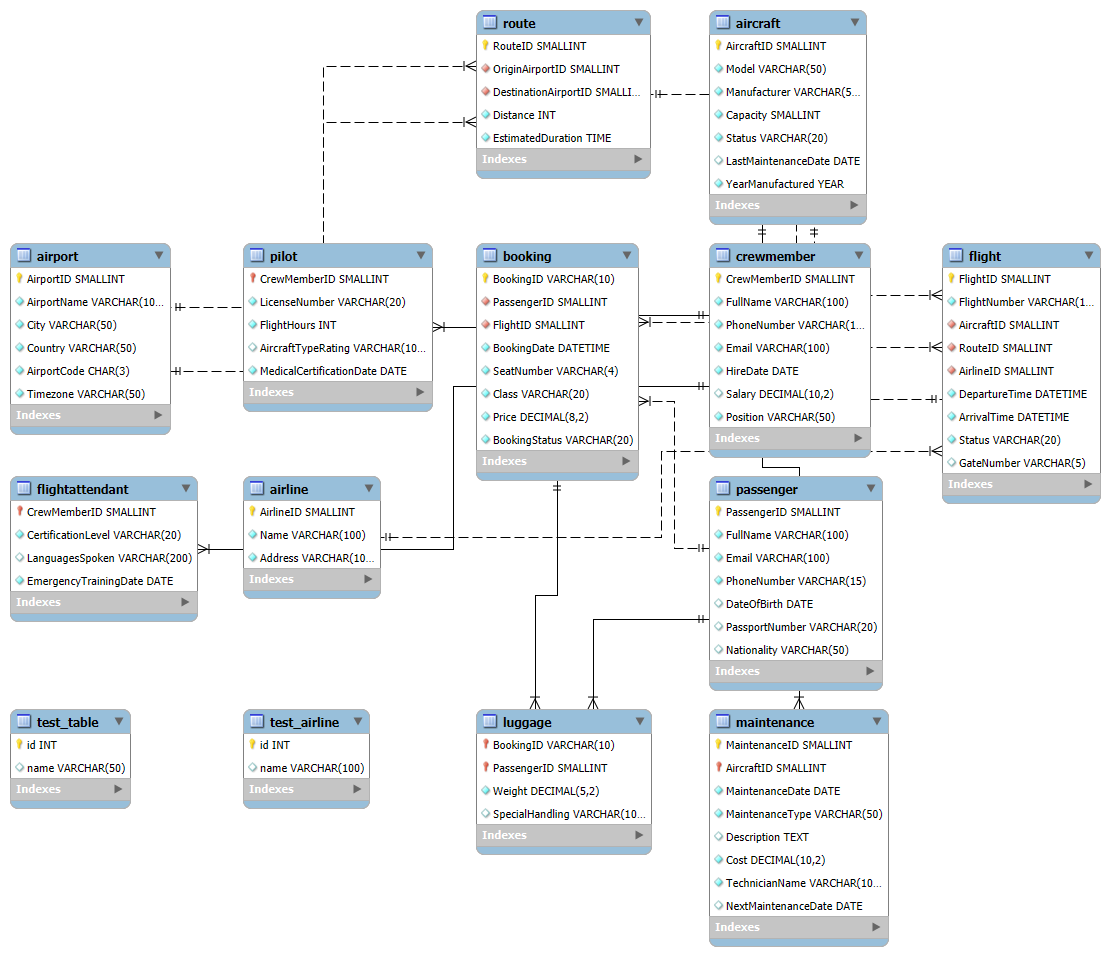 route
RouteID SMALLINT
OriginAirportID SMALLINT
DestinationAirportID SMALLI...
Distance INT
EstimatedDuration TIME
Indexes
aircraft
AircraftID SMALLINT
Model VARCHAR(50)
Manufacturer VARCHAR(5...
Capacity SMALLINT
Status VARCHAR(20)
LastMaintenanceDate DATE
YearManufactured YEAR
Indexes
airport
AirportID SMALLINT
AirportName VARCHAR(10...
City VARCHAR(50)
Country VARCHAR(50)
AirportCode CHAR(3)
Timezone VARCHAR(50)
Indexes
pilot
CrewMemberID SMALLINT
LicenseNumber VARCHAR(20)
FlightHours INT
AircraftTypeRating VARCHAR(10...
MedicalCertificationDate DATE
Indexes
booking
BookingID VARCHAR(10)
PassengerID SMALLINT
FlightID SMALLINT
BookingDate DATETIME
SeatNumber VARCHAR(4)
Class VARCHAR(20)
Price DECIMAL(8,2)
BookingStatus VARCHAR(20)
Indexes
crewmember
CrewMemberID SMALLINT
FullName VARCHAR(100)
PhoneNumber VARCHAR(1...
Email VARCHAR(100)
HireDate DATE
Salary DECIMAL(10,2)
Position VARCHAR(50)
Indexes
flight
FlightID SMALLINT
FlightNumber VARCHAR(1...
AircraftID SMALLINT
RouteID SMALLINT
AirlineID SMALLINT
DepartureTime DATETIME
ArrivalTime DATETIME
Status VARCHAR(20)
GateNumber VARCHAR(5)
Indexes
flightattendant
CrewMemberID SMALLINT
CertificationLevel VARCHAR(20)
LanguagesSpoken VARCHAR(200)
EmergencyTrainingDate DATE
Indexes
airline
AirlineID SMALLINT
Name VARCHAR(100)
Address VARCHAR(10...
Indexes
passenger
PassengerID SMALLINT
FullName VARCHAR(100)
Email VARCHAR(100)
PhoneNumber VARCHAR(15)
DateOfBirth DATE
PassportNumber VARCHAR(20)
Nationality VARCHAR(50)
Indexes
test_table
id INT
name VARCHAR(50)
Indexes
test_airline
id INT
name VARCHAR(100)
Indexes
luggage
BookingID VARCHAR(10)
PassengerID SMALLINT
Weight DECIMAL(5,2)
SpecialHandling VARCHAR(10...
Indexes
maintenance
MaintenanceID SMALLINT
AircraftID SMALLINT
MaintenanceDate DATE
MaintenanceType VARCHAR(50)
Description TEXT
Cost DECIMAL(10,2)
TechnicianName VARCHAR(10...
NextMaintenanceDate DATE
Indexes